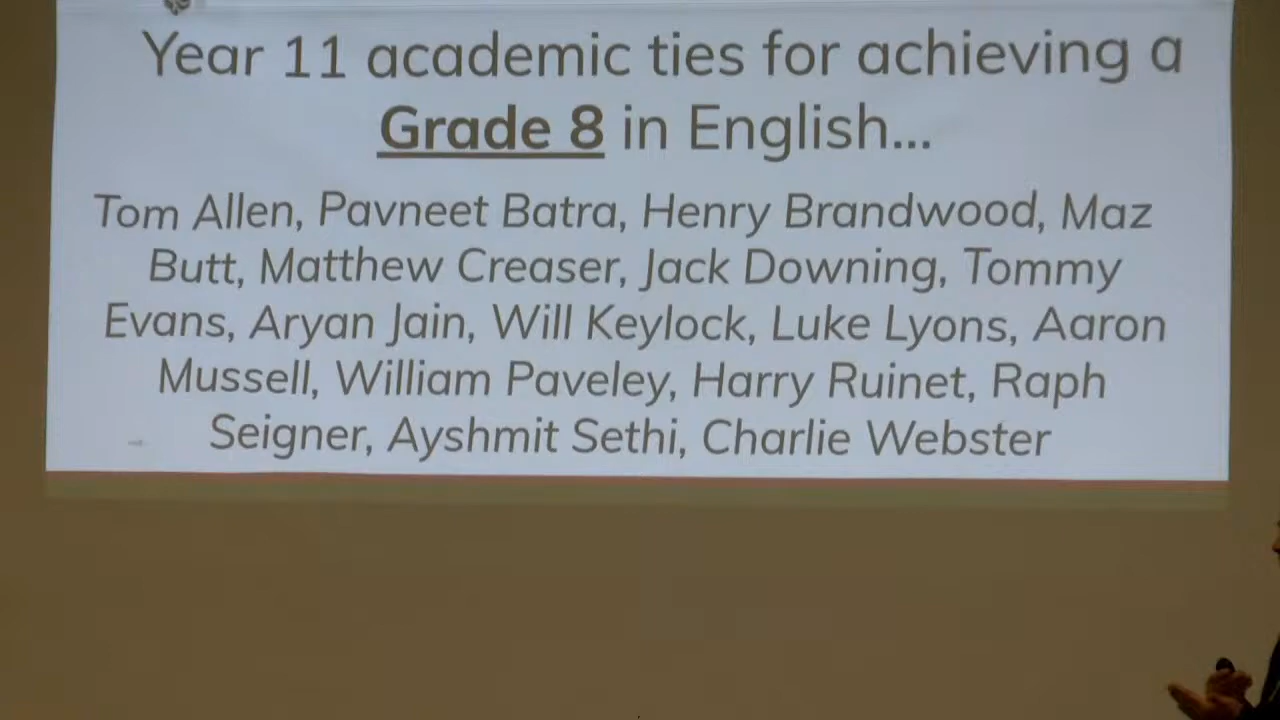 Year 11 academic ties for achieving a
Grade 8 in English...
Tom Allen, Pavneet Batra, Henry Brandwood, Maz
Butt, Matthew Creaser, Jack Downing, Tommy
Evans, Aryan Jain, Will Keylock, Luke Lyons, Aaron
Mussell, William Paveley, Harry Ruinet, Raph
Seigner, Ayshmit Sethi, Charlie Webster